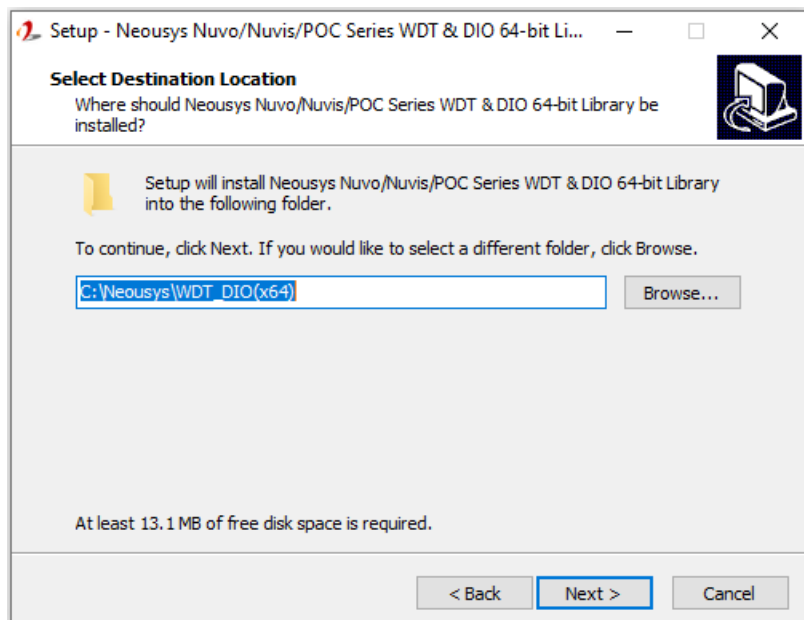 Setup - Neousys Nuvo/Nuvis/POC Series WDT & DIO 64-bit Li...
Select Destination Location
Where should Neousys Nuvo/Nuvis/POC Series WDT & DIO 64-bit Library be
installed?
Setup will install Neousys Nuvo/Nuvis/POC Series WDT & DIO 64-bit Library
into the following folder.
To continue, click Next. If you would like to select a different folder, click Browse.
C:\Neousys\WDT_DIO(x64)
Browse...
At least 13.1 MB of free disk space is required.
< Back
Next >
Cancel